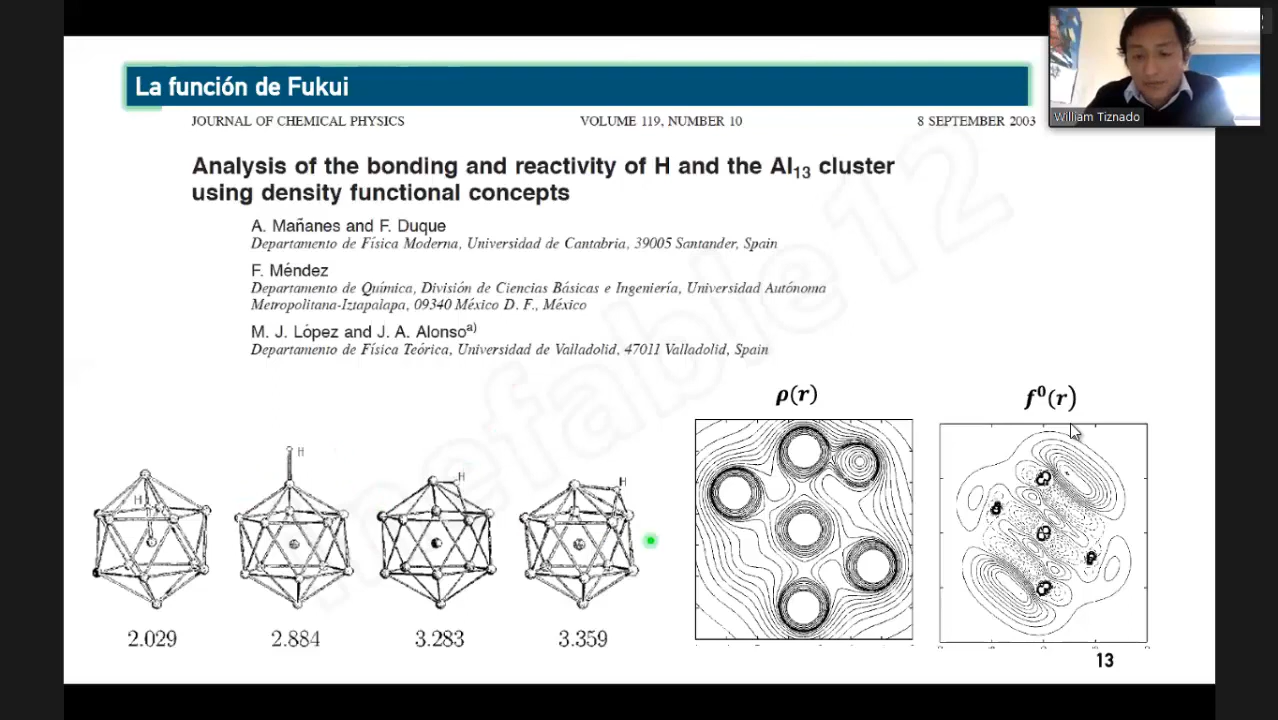 La función de Fukui
William Tiznado
JOURNAL OF CHEMICAL PHYSICS VOLUME 119, NUMBER 10 8 SEPTEMBER 2003
Analysis of the bonding and reactivity of H and the Al₁₃ cluster
using density functional concepts
A. Mañanes and F. Duque
Departamento de Física Moderna, Universidad de Cantabria, 39005 Santander, Spain
F. Méndez
Departamento de Química, División de Ciencias Básicas e Ingeniería, Universidad Autónoma
Metropolitana-Iztapalapa, 09340 México D. F., México
M. J. López and J. A. Alonsoᵃ⁾
Departamento de Física Teórica, Universidad de Valladolid, 47011 Valladolid, Spain
ρ(r) f⁰(r)
H H H H
2.029 2.884 3.283 3.359
13